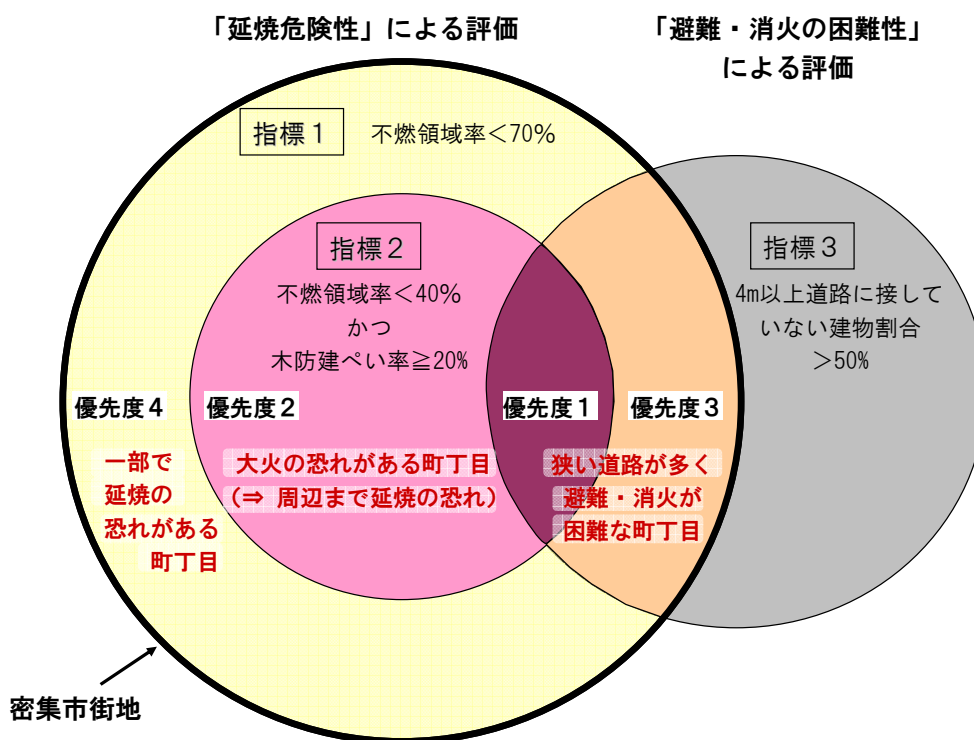 「延焼危険性」による評価
「避難・消火の困難性」
による評価
指標１
不燃領域率＜70%
指標２
不燃領域率＜40%
かつ
木防建ぺい率≧20%
指標３
4m以上道路に接して
いない建物割合
＞50%
優先度４
優先度２
優先度１
優先度３
一部で
延焼の
恐れがある
町丁目
大火の恐れがある町丁目
（⇒ 周辺まで延焼の恐れ）
狭い道路が多く
避難・消火が
困難な町丁目
密集市街地